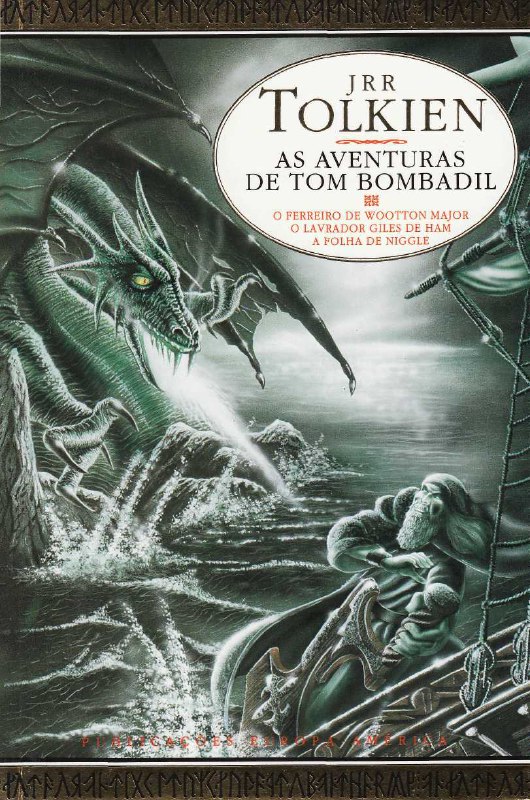 JRR
TOLKIEN
AS AVENTURAS
DE TOM BOMBADIL
O FERREIRO DE WOOTTON MAJOR
O LAVRADOR GILES DE HAM
A FOLHA DE NIGGLE
PUBLICAÇÕES EUROPA-AMÉRICA